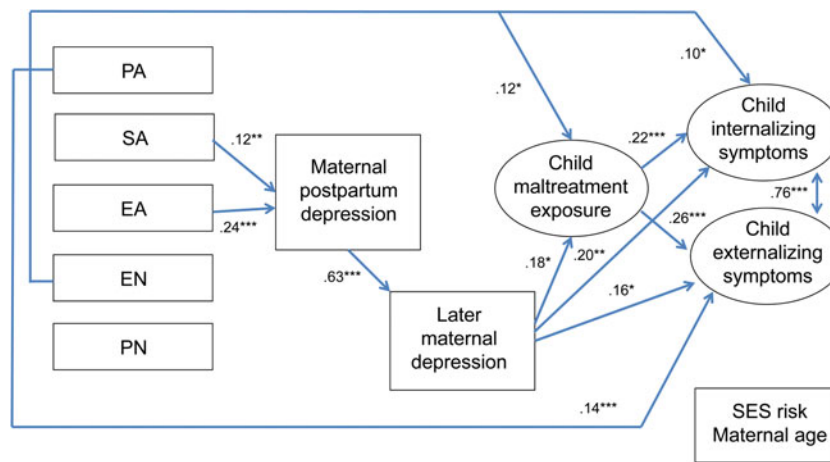 PA
SA
EA
EN
PN
.12**
.24***
Maternal
postpartum
depression
.63***
Later
maternal
depression
.12*
.10*
Child
maltreatment
exposure
.22***
Child
internalizing
symptoms
.76***
.26***
Child
externalizing
symptoms
.18*
.20**
.16*
.14***
SES risk
Maternal age